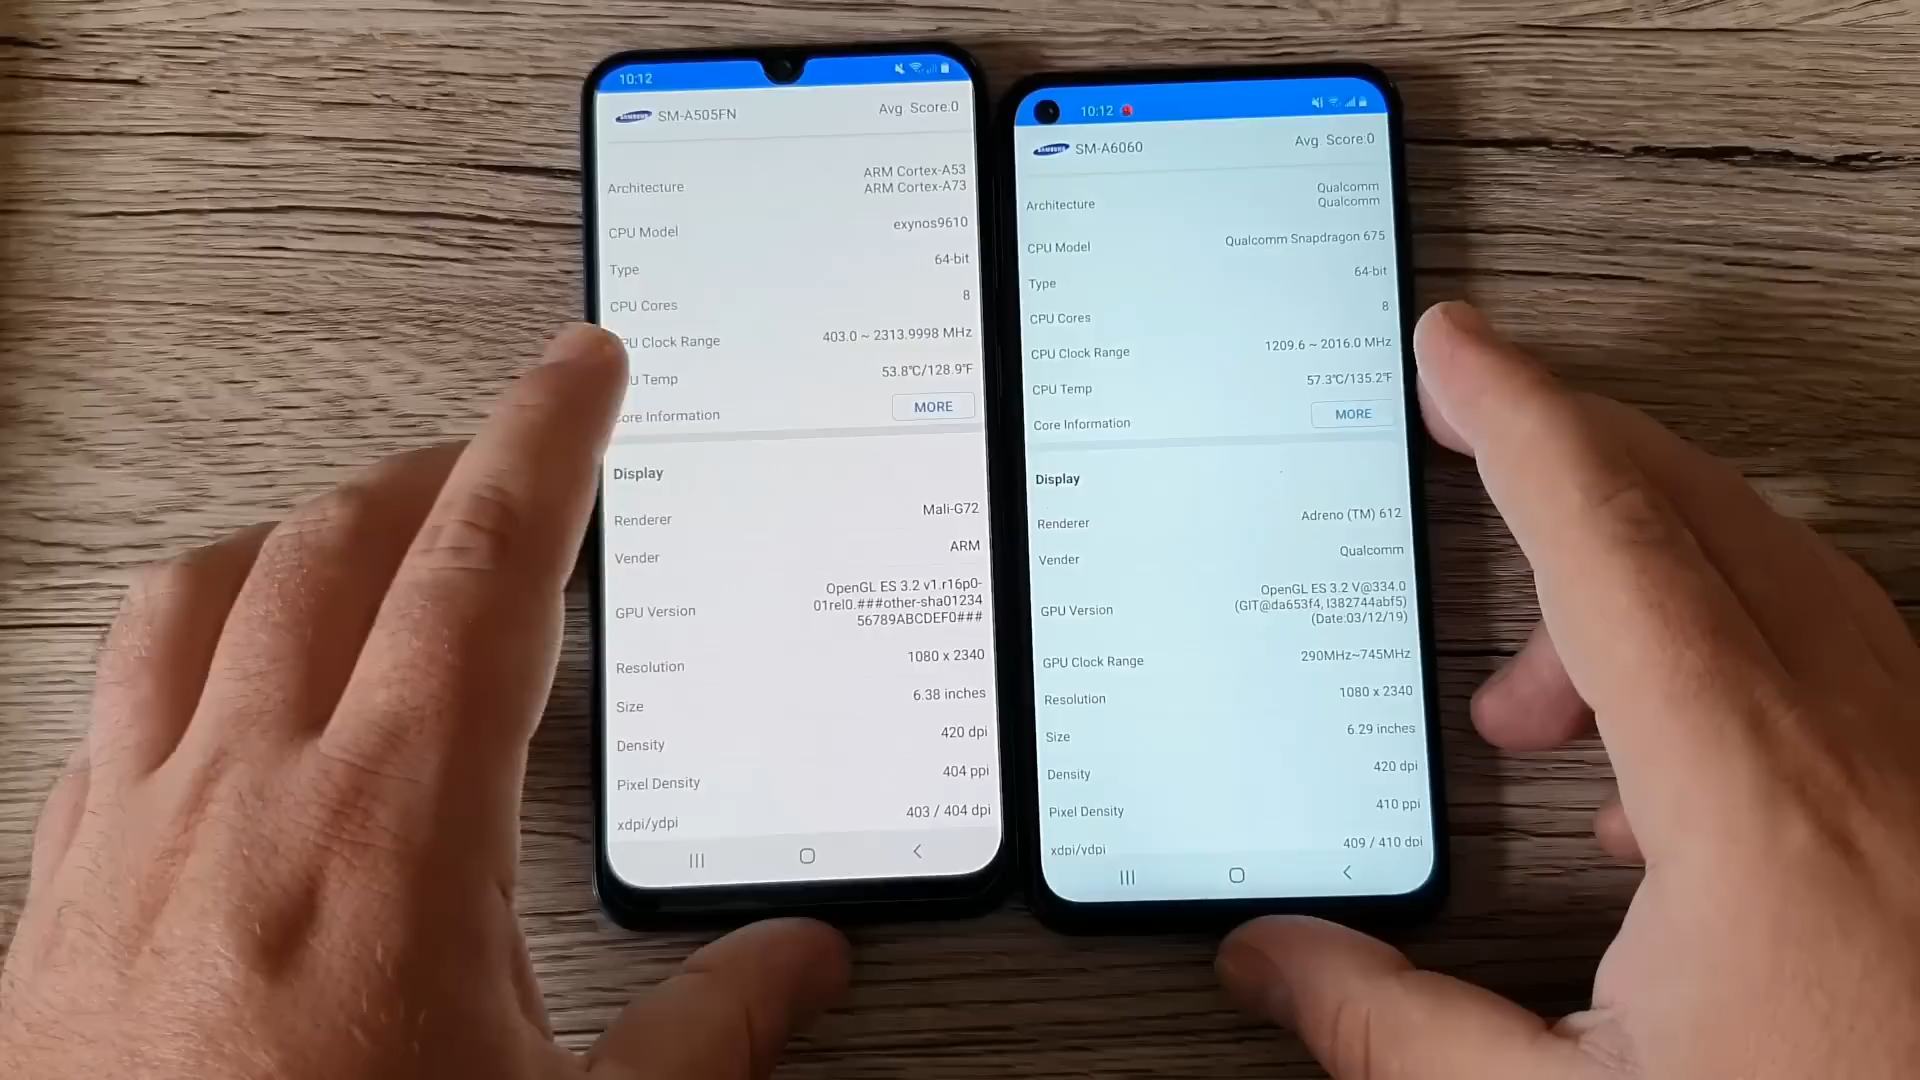 10:12
SAMSUNG SM-A505FN Avg. Score:0
Architecture ARM Cortex-A53
ARM Cortex-A73
CPU Model exynos9610
Type 64-bit
CPU Cores 8
PU Clock Range 403.0 ~ 2313.9998 MHz
U Temp 53.8℃/128.9℉
ore Information MORE
Display
Renderer Mali-G72
Vender ARM
GPU Version OpenGL ES 3.2 v1.r16p0-
01rel0.###other-sha01234
56789ABCDEF0###
Resolution 1080 x 2340
Size 6.38 inches
Density 420 dpi
Pixel Density 404 ppi
xdpi/ydpi 403 / 404 dpi
10:12
SAMSUNG SM-A6060 Avg. Score:0
Architecture Qualcomm
Qualcomm
CPU Model Qualcomm Snapdragon 675
Type 64-bit
CPU Cores 8
CPU Clock Range 1209.6 ~ 2016.0 MHz
CPU Temp 57.3℃/135.2℉
Core Information MORE
Display
Renderer Adreno (TM) 612
Vender Qualcomm
GPU Version OpenGL ES 3.2 V@334.0
(GIT@da653f4, I382744abf5)
(Date:03/12/19)
GPU Clock Range 290MHz~745MHz
Resolution 1080 x 2340
Size 6.29 inches
Density 420 dpi
Pixel Density 410 ppi
xdpi/ydpi 409 / 410 dpi